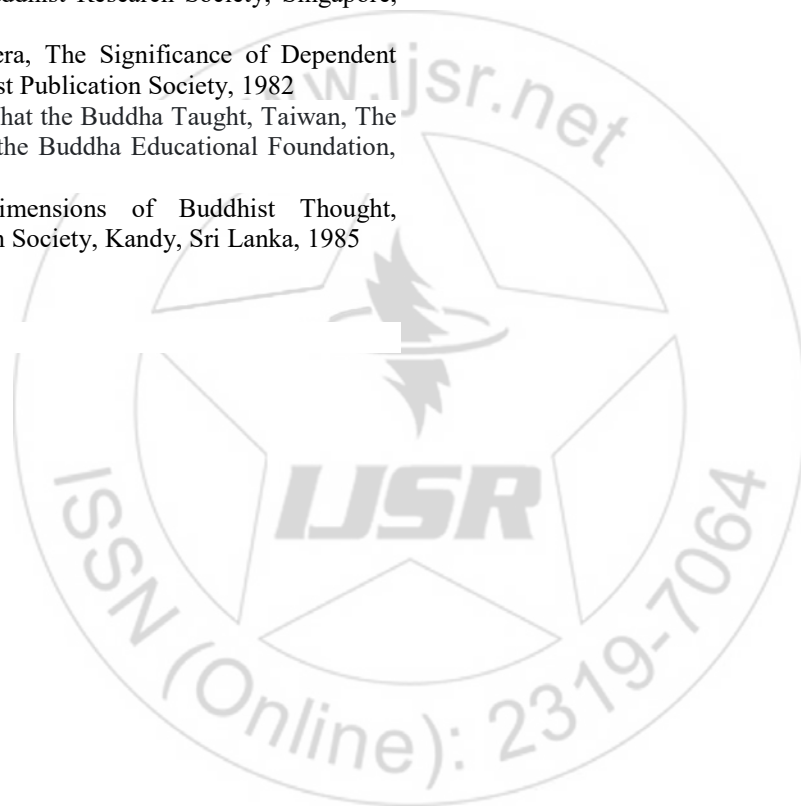 Buddhist Research Society, Singapore,
era, The Significance of Dependent
st Publication Society, 1982
hat the Buddha Taught, Taiwan, The
the Buddha Educational Foundation,
imensions of Buddhist Thought,
n Society, Kandy, Sri Lanka, 1985
www.ijsr.net
IJSR
ISSN (Online): 2319-7064